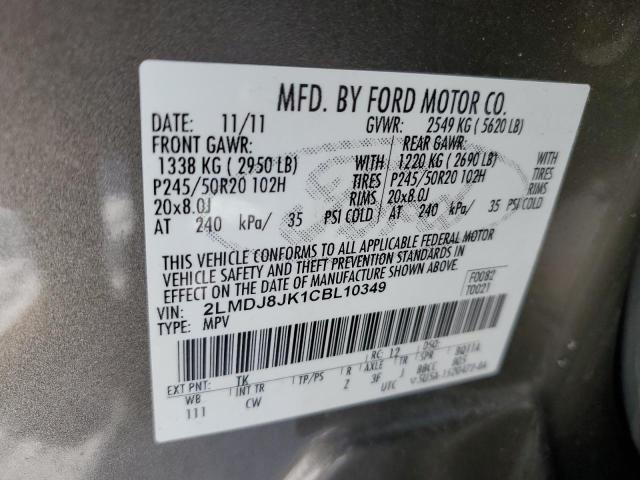 MFD. BY FORD MOTOR CO.
DATE: 11/11 GVWR: 2549 KG ( 5620 LB)
FRONT GAWR: REAR GAWR:
1338 KG ( 2950 LB) WITH 1220 KG ( 2690 LB) WITH
P245/50R20 102H TIRES P245/50R20 102H TIRES
20x8.0J RIMS 20x8.0J RIMS
AT 240 kPa/ 35 PSI COLD AT 240 kPa/ 35 PSI COLD
THIS VEHICLE CONFORMS TO ALL APPLICABLE FEDERAL MOTOR
VEHICLE SAFETY AND THEFT PREVENTION STANDARDS IN
EFFECT ON THE DATE OF MANUFACTURE SHOWN ABOVE.
F0082
T0021
VIN: 2LMDJ8JK1CBL10349
TYPE: MPV
RC: 12 DSO:
EXT PNT: TK
WB INT TR TP/PS R AXLE TR SPR
111 CW Z 3F J
UTC